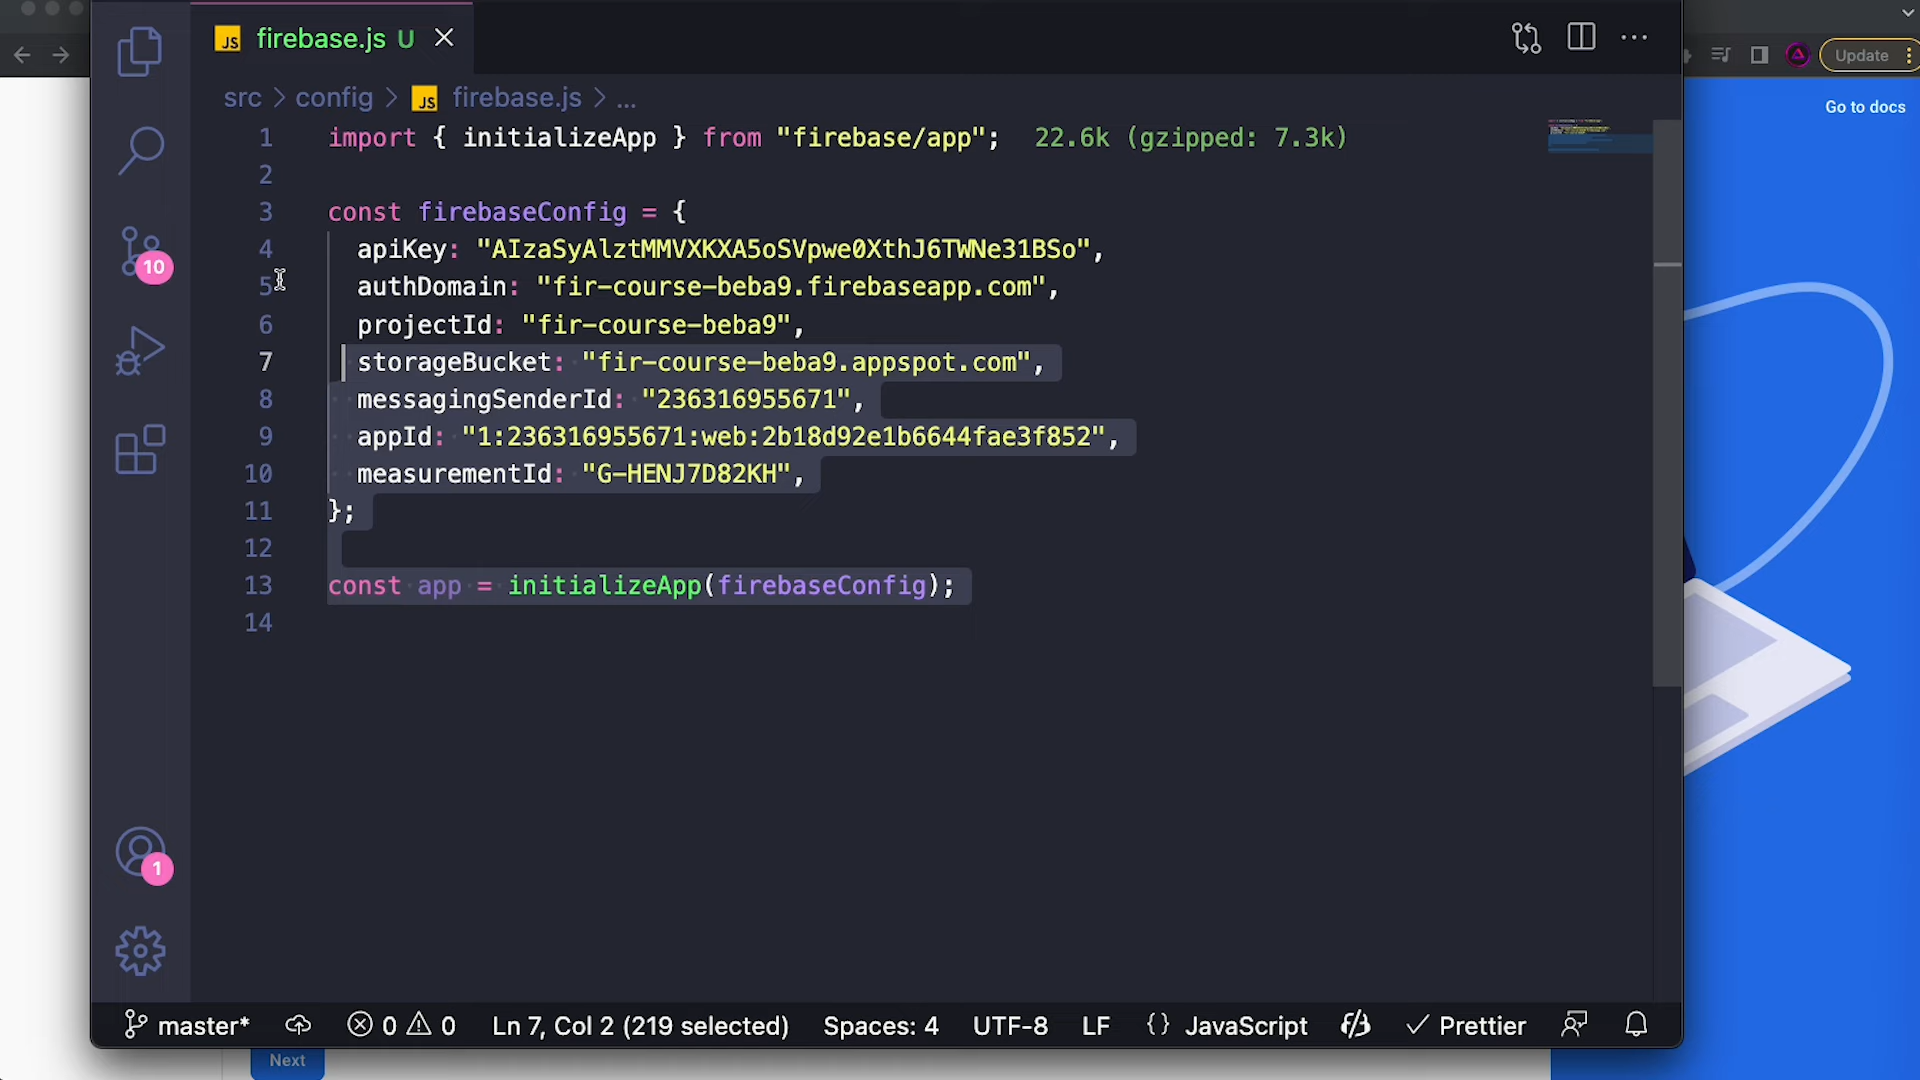 JS firebase.js U
Update
src > config > JS firebase.js > ...
Go to docs
1 import { initializeApp } from "firebase/app"; 22.6k (gzipped: 7.3k)
2
3 const firebaseConfig = {
4 apiKey: "AIzaSyAlztMMVXKXA5oSVpwe0XthJ6TWNe31BSo",
5 authDomain: "fir-course-beba9.firebaseapp.com",
6 projectId: "fir-course-beba9",
7 storageBucket: "fir-course-beba9.appspot.com",
8 messagingSenderId: "236316955671",
9 appId: "1:236316955671:web:2b18d92e1b6644fae3f852",
10 measurementId: "G-HENJ7D82KH",
11 };
12
13 const app = initializeApp(firebaseConfig);
14
10
1
master* 0 0 Ln 7, Col 2 (219 selected) Spaces: 4 UTF-8 LF {} JavaScript Prettier
Next